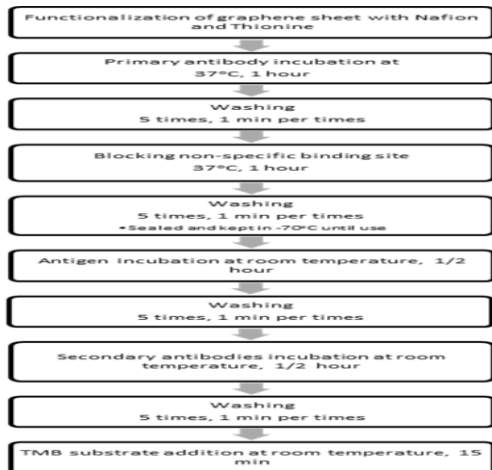 Functionalization of graphene sheet with Nafion
and Thionine
Primary antibody incubation at
37°C, 1 hour
Washing
5 times, 1 min per times
Blocking non-specific binding site
37°C, 1 hour
Washing
5 times, 1 min per times
•Sealed and kept in -70°C until use
Antigen Incubation at room temperature, 1/2
hour
Washing
5 times, 1 min per times
Secondary antibodies incubation at room
temperature, 1/2 hour
Washing
5 times, 1 min per times
TMB substrate addition at room temperature, 15
min